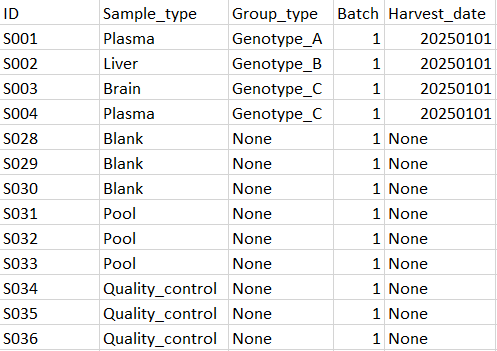 ID Sample_type Group_type Batch Harvest_date
S001 Plasma Genotype_A 1 20250101
S002 Liver Genotype_B 1 20250101
S003 Brain Genotype_C 1 20250101
S004 Plasma Genotype_C 1 20250101
S028 Blank None 1 None
S029 Blank None 1 None
S030 Blank None 1 None
S031 Pool None 1 None
S032 Pool None 1 None
S033 Pool None 1 None
S034 Quality_control None 1 None
S035 Quality_control None 1 None
S036 Quality_control None 1 None